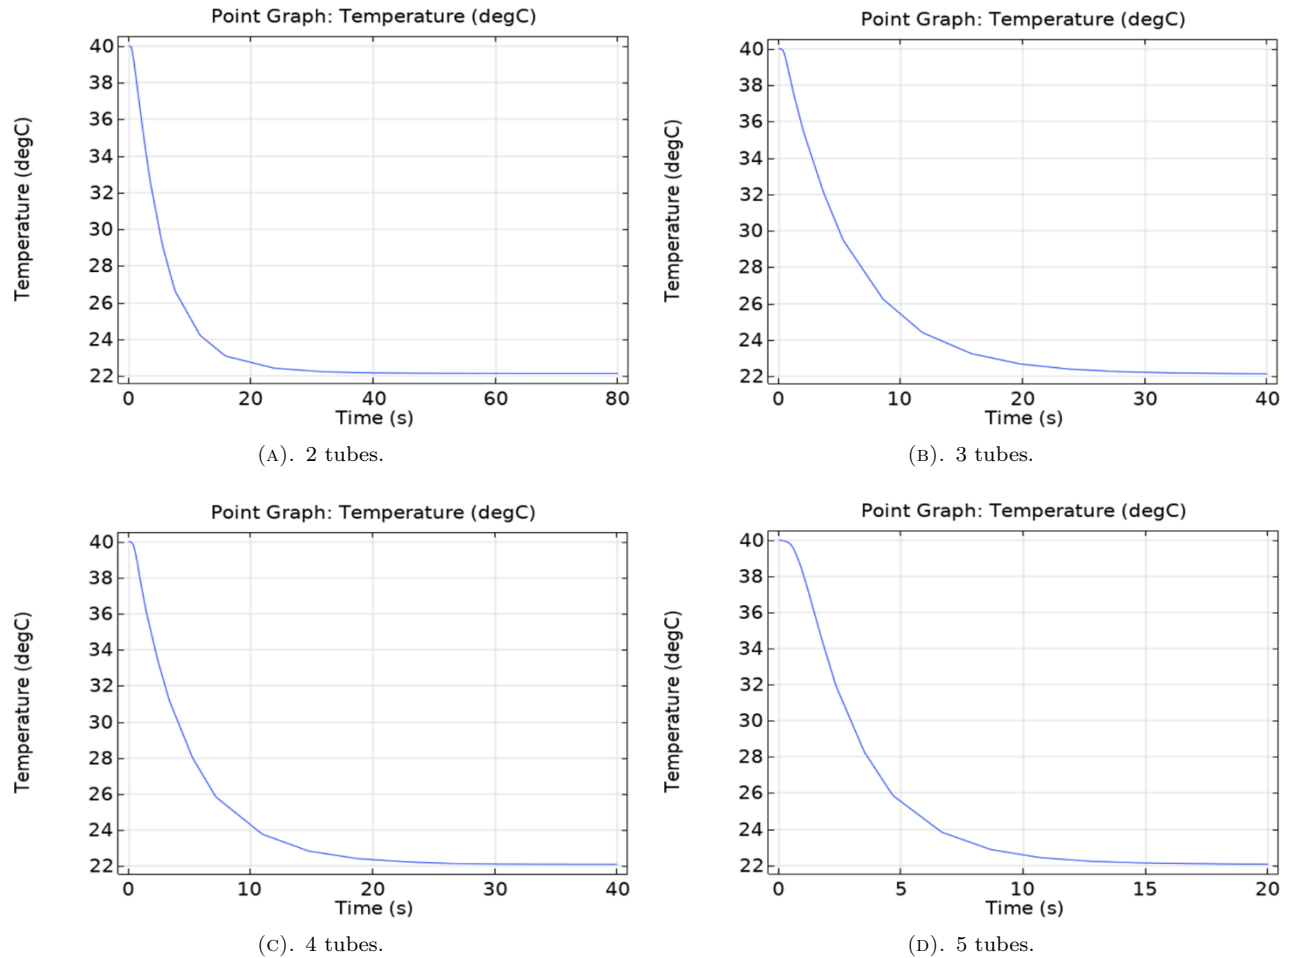 Point Graph: Temperature (degC)
Temperature (degC)
40
38
36
34
32
30
28
26
24
22
0 20 40 60 80
Time (s)
(A). 2 tubes.
Point Graph: Temperature (degC)
Temperature (degC)
40
38
36
34
32
30
28
26
24
22
0 10 20 30 40
Time (s)
(B). 3 tubes.
Point Graph: Temperature (degC)
Temperature (degC)
40
38
36
34
32
30
28
26
24
22
0 10 20 30 40
Time (s)
(C). 4 tubes.
Point Graph: Temperature (degC)
Temperature (degC)
40
38
36
34
32
30
28
26
24
22
0 5 10 15 20
Time (s)
(D). 5 tubes.